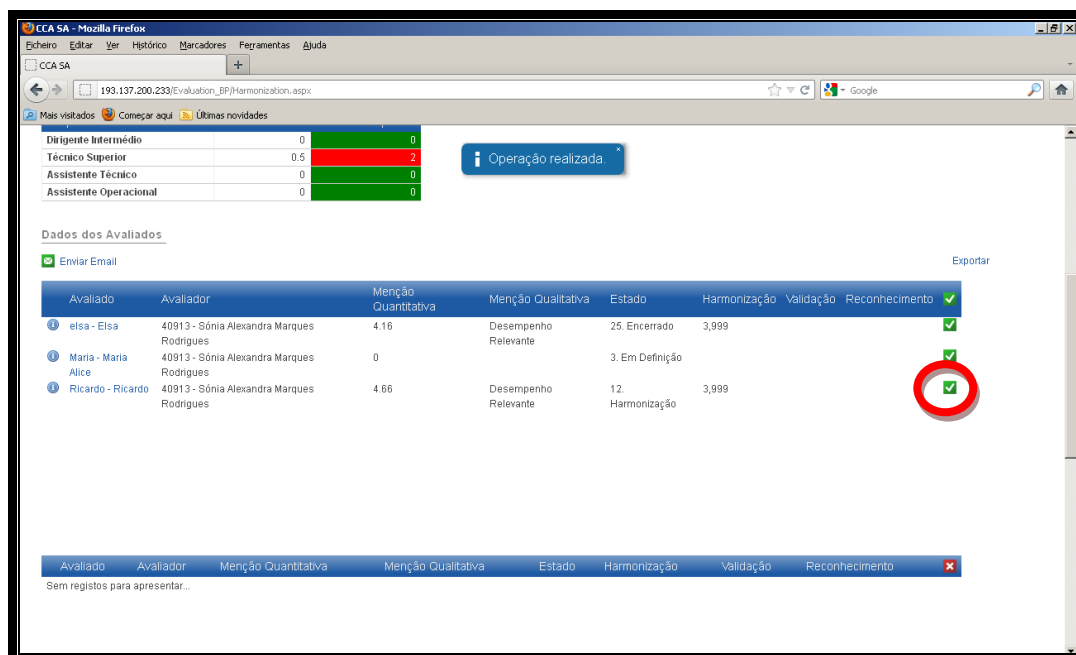 CCA SA - Mozilla Firefox
Ficheiro Editar Ver Histórico Marcadores Ferramentas Ajuda
CCA SA
193.137.200.233/Evaluation_BP/Harmonization.aspx
Google
Mais visitados Começar aqui Últimas novidades
Dirigente Intermédio 0 0
Técnico Superior 0.5 2
Assistente Técnico 0 0
Assistente Operacional 0 0
Operação realizada.
Dados dos Avaliados
Enviar Email
Exportar
Avaliado Avaliador Menção Quantitativa Menção Qualitativa Estado Harmonização Validação Reconhecimento
elsa - Elsa 40913 - Sónia Alexandra Marques 4.16 Desempenho 25. Encerrado 3,999
Rodrigues Relevante
Maria - Maria 40913 - Sónia Alexandra Marques 0 3. Em Definição
Alice Rodrigues
Ricardo - Ricardo 40913 - Sónia Alexandra Marques 4.66 Desempenho 12. 3,999
Rodrigues Relevante Harmonização
Avaliado Avaliador Menção Quantitativa Menção Qualitativa Estado Harmonização Validação Reconhecimento
Sem registos para apresentar...